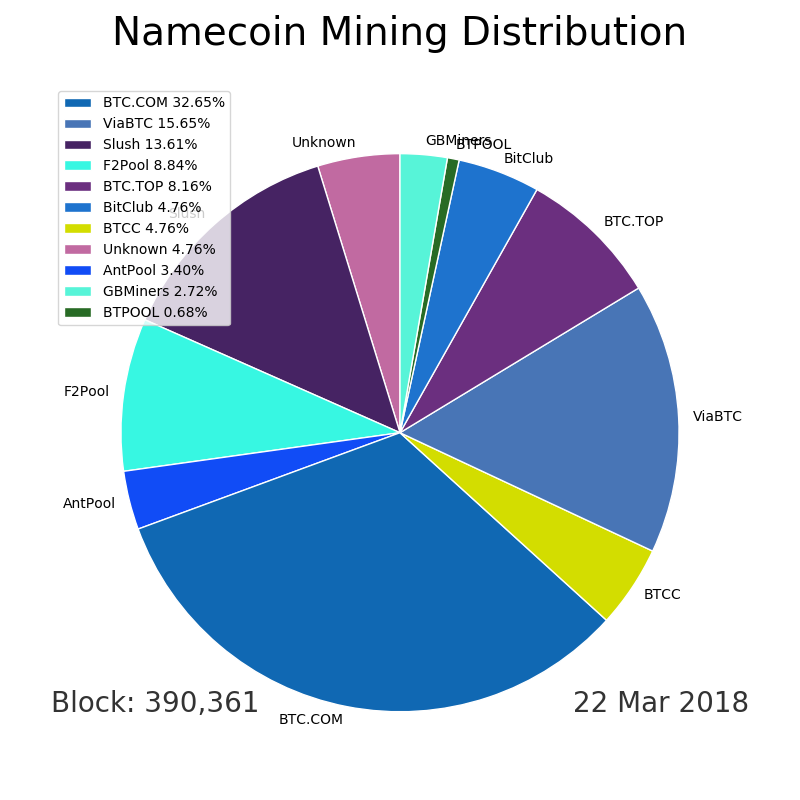 Namecoin Mining Distribution
BTC.COM 32.65%
ViaBTC 15.65%
Slush 13.61%
F2Pool 8.84%
BTC.TOP 8.16%
BitClub 4.76%
BTCC 4.76%
Unknown 4.76%
AntPool 3.40%
GBMiners 2.72%
BTPOOL 0.68%
Unknown
GBMiners
BTPOOL
BitClub
Slush
BTC.TOP
F2Pool
ViaBTC
AntPool
BTCC
BTC.COM
Block: 390,361
22 Mar 2018